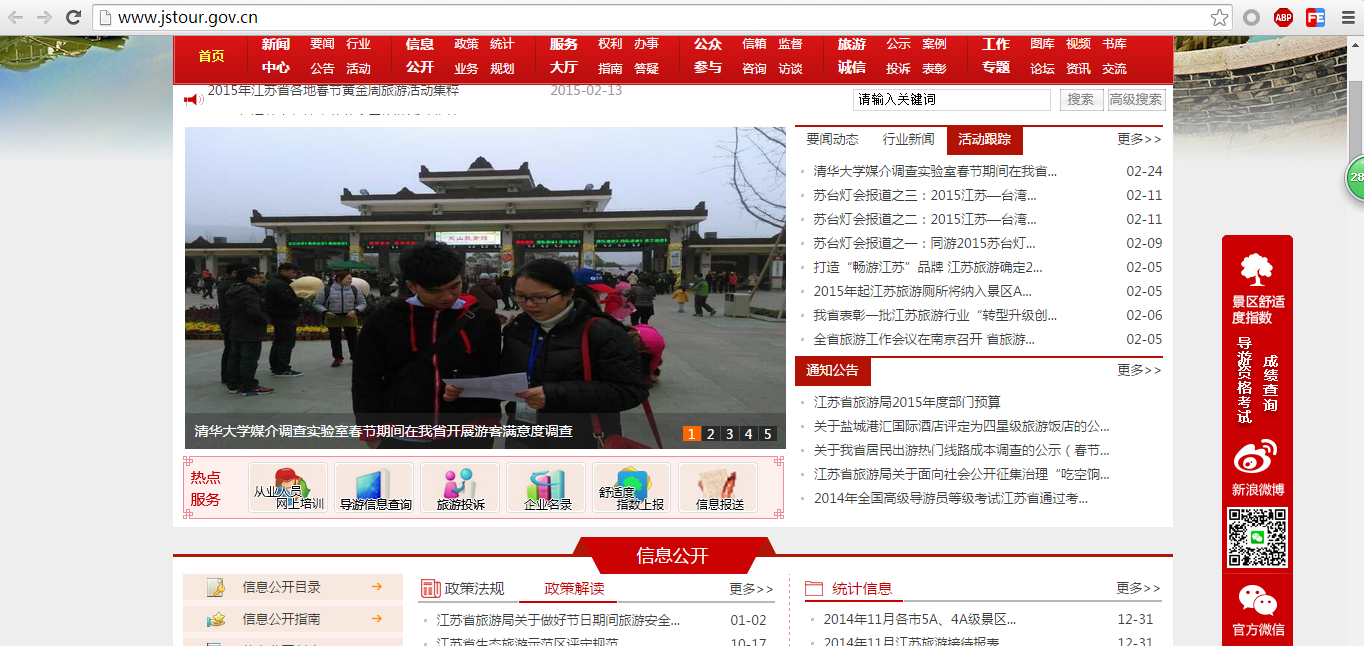 www.jstour.gov.cn
ABP
FE
首页
新闻 要闻 行业 信息 政策 统计 服务 权利 办事 公众 信箱 监督 旅游 公示 案例 工作 图库 视频 书库
中心 公告 活动 公开 业务 规划 大厅 指南 答疑 参与 咨询 访谈 诚信 投诉 表彰 专题 论坛 资讯 交流
2015年江苏省各地春节黄金周旅游活动集粹 2015-02-13
请输入关键词 搜索 高级搜索
清华大学媒介调查实验室春节期间在我省开展游客满意度调查
1 2 3 4 5
要闻动态 行业新闻 活动跟踪 更多>>
清华大学媒介调查实验室春节期间在我省... 02-24
苏台灯会报道之三：2015江苏—台湾... 02-11
苏台灯会报道之二：2015江苏—台湾... 02-11
苏台灯会报道之一：同游2015苏台灯... 02-09
打造“畅游江苏”品牌 江苏旅游确定2... 02-05
2015年起江苏旅游厕所将纳入景区A... 02-05
我省表彰一批江苏旅游行业“转型升级创... 02-06
全省旅游工作会议在南京召开 省旅游... 02-05
通知公告 更多>>
江苏省旅游局2015年度部门预算
关于盐城港汇国际酒店评定为四星级旅游饭店的公...
关于我省居民出游热门线路成本调查的公示（春节...
江苏省旅游局关于面向社会公开征集治理“吃空饷...
2014年全国高级导游员等级考试江苏省通过考...
热点
服务
从业人员
网上培训
导游信息查询
旅游投诉
企业名录
舒适度
指数上报
信息报送
28
景区舒适
度指数
导游资格考试
成绩查询
新浪微博
官方微信
信息公开
信息公开目录
信息公开指南
政策法规 政策解读 更多>>
江苏省旅游局关于做好节日期间旅游安全... 01-02
江苏省生态旅游示范区评定规范 10-17
统计信息 更多>>
2014年11月各市5A、4A级景区... 12-31
2014年11月江苏旅游接待报表 12-31